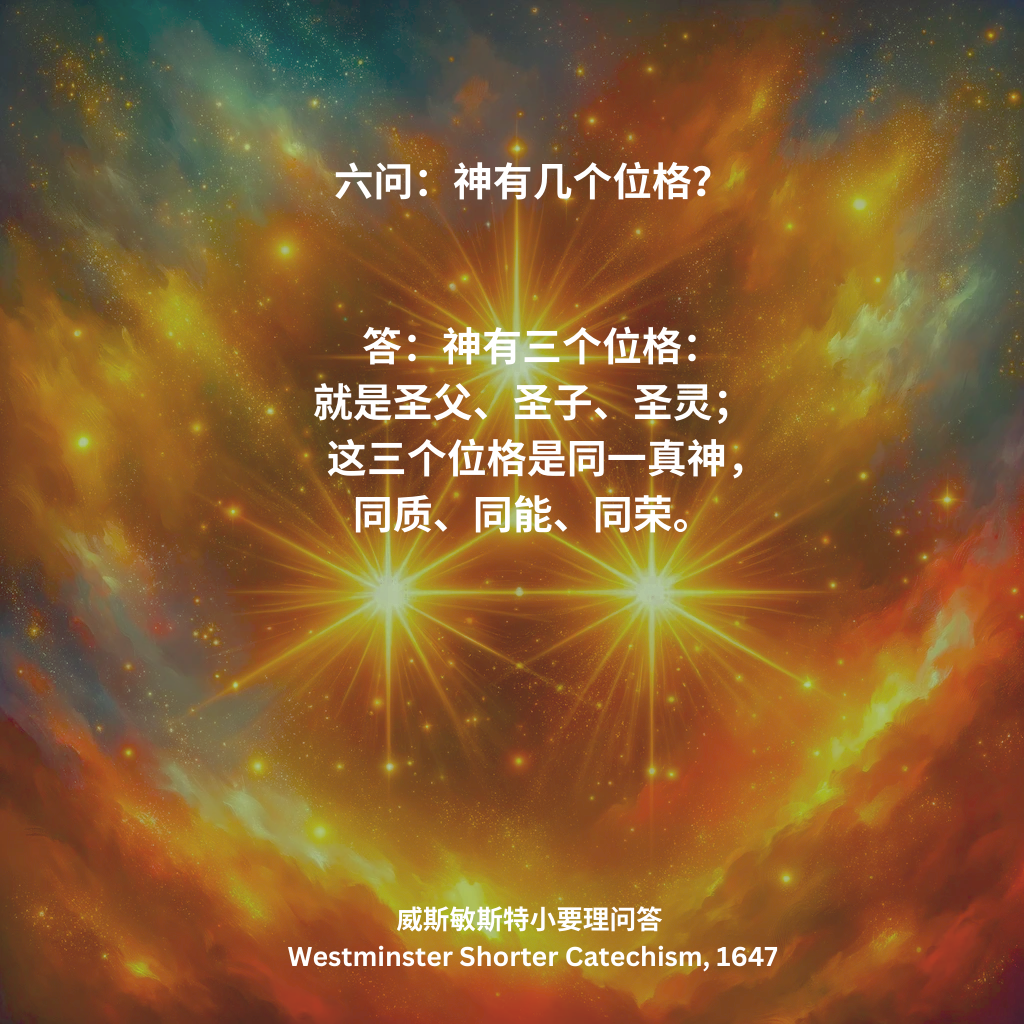 六问：神有几个位格？
答：神有三个位格：
就是圣父、圣子、圣灵；
这三个位格是同一真神，
同质、同能、同荣。
威斯敏斯特小要理问答
Westminster Shorter Catechism, 1647